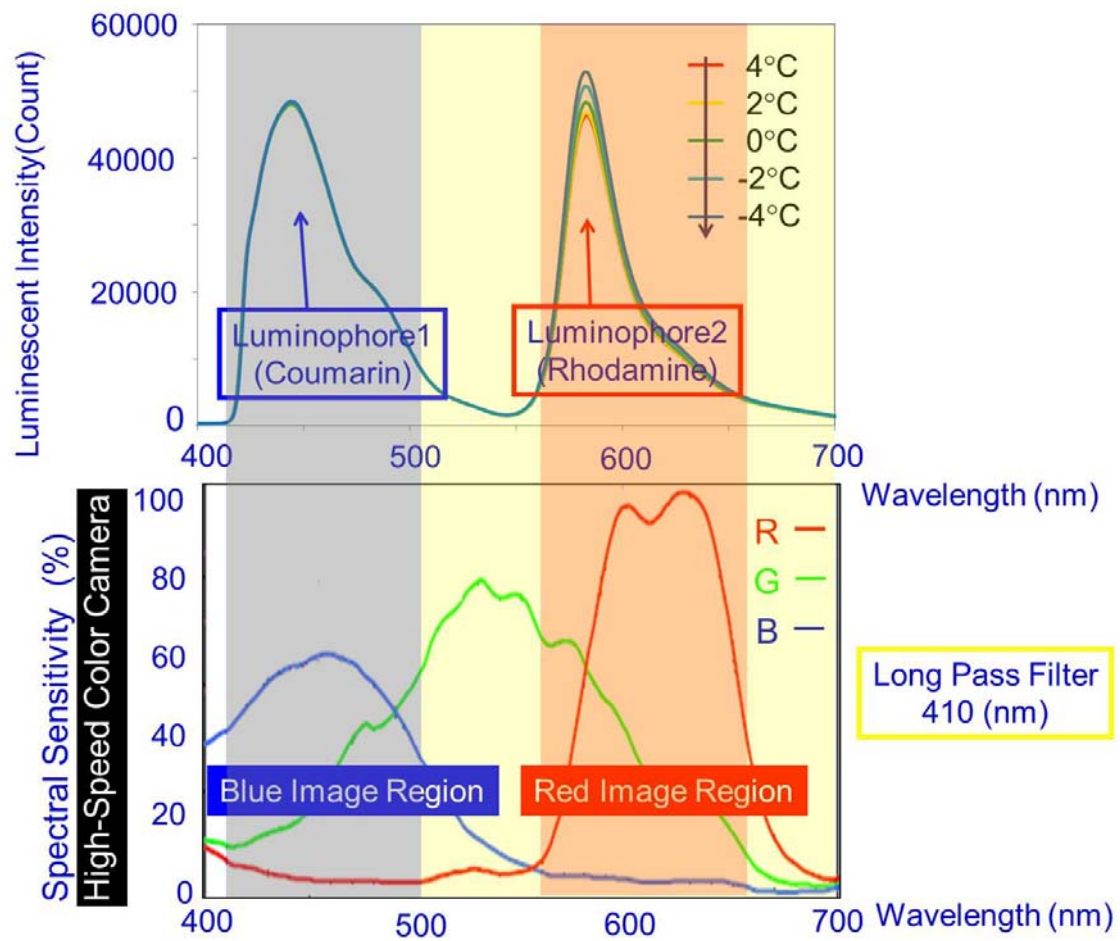 Luminescent Intensity(Count)
60000
40000
20000
0
4°C
2°C
0°C
-2°C
-4°C
Luminophore1
(Coumarin)
Luminophore2
(Rhodamine)
400
500
600
700
Wavelength (nm)
Spectral Sensitivity (%)
High-Speed Color Camera
100
80
60
40
20
0
R
G
B
Blue Image Region
Red Image Region
Long Pass Filter
410 (nm)
400
500
600
700
Wavelength (nm)